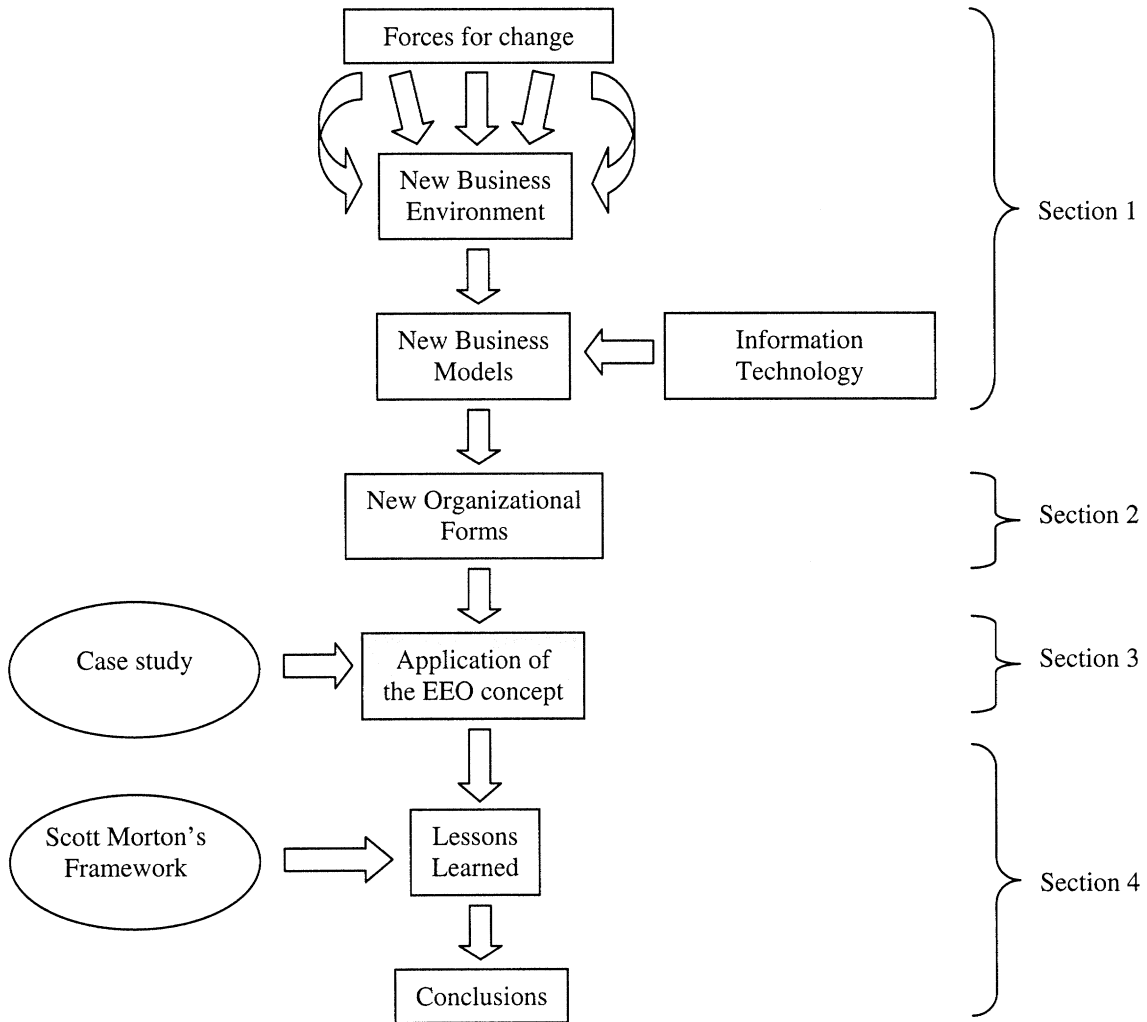 Forces for change
New Business
Environment
Section 1
New Business
Models
Information
Technology
New Organizational
Forms
Section 2
Case study
Application of
the EEO concept
Section 3
Scott Morton's
Framework
Lessons
Learned
Section 4
Conclusions